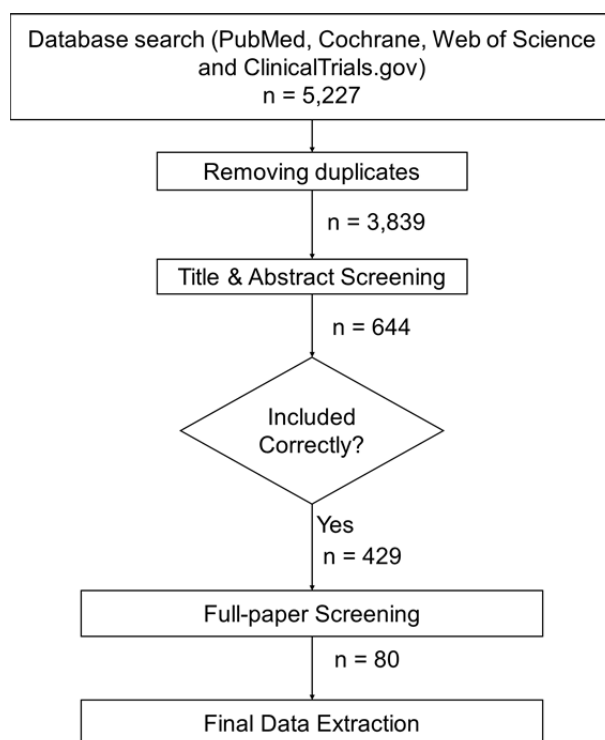 Database search (PubMed, Cochrane, Web of Science
and ClinicalTrials.gov)
n = 5,227
Removing duplicates
n = 3,839
Title & Abstract Screening
n = 644
Included
Correctly?
Yes
n = 429
Full-paper Screening
n = 80
Final Data Extraction